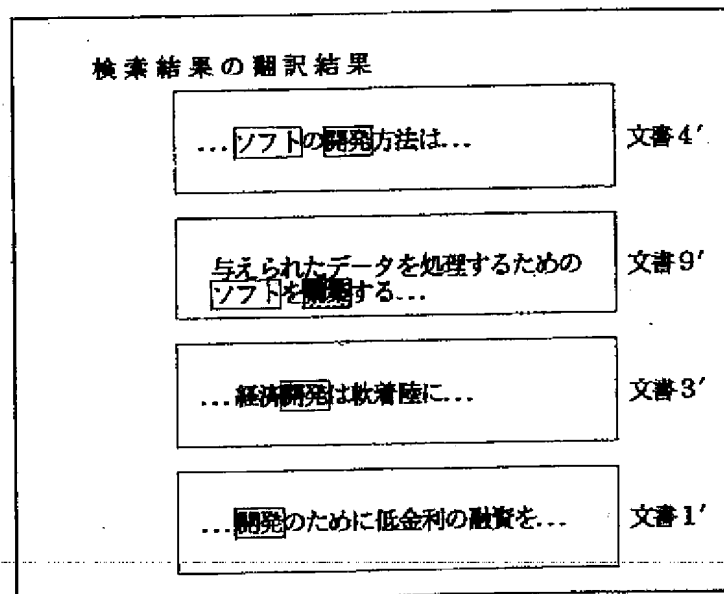 検索結果の翻訳結果
...ソフトの開発方法は...
文書4′
与えられたデータを処理するための
ソフトを する...
文書9′
...経済開発は軟着陸に...
文書3′
...開発のために低金利の融資を...
文書1′